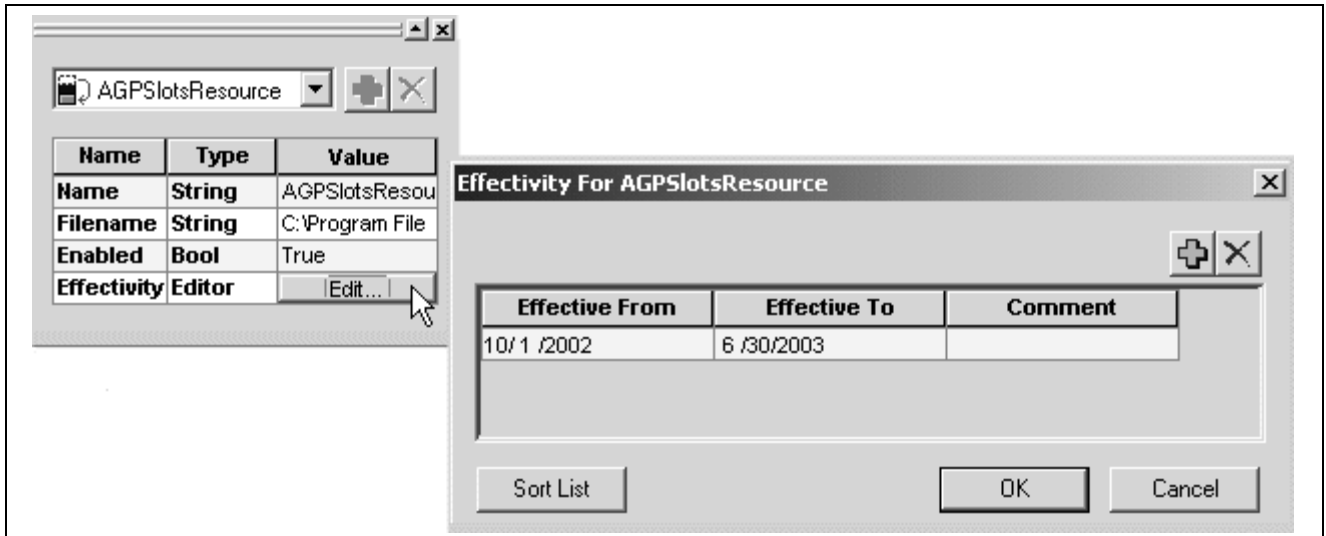 AGPSlotsResource
Name Type Value
Name String AGPSlotsResou
Filename String C:\Program File
Enabled Bool True
Effectivity Editor Edit...
Effectivity For AGPSlotsResource
Effective From Effective To Comment
10/ 1 /2002 6 /30/2003
Sort List OK Cancel